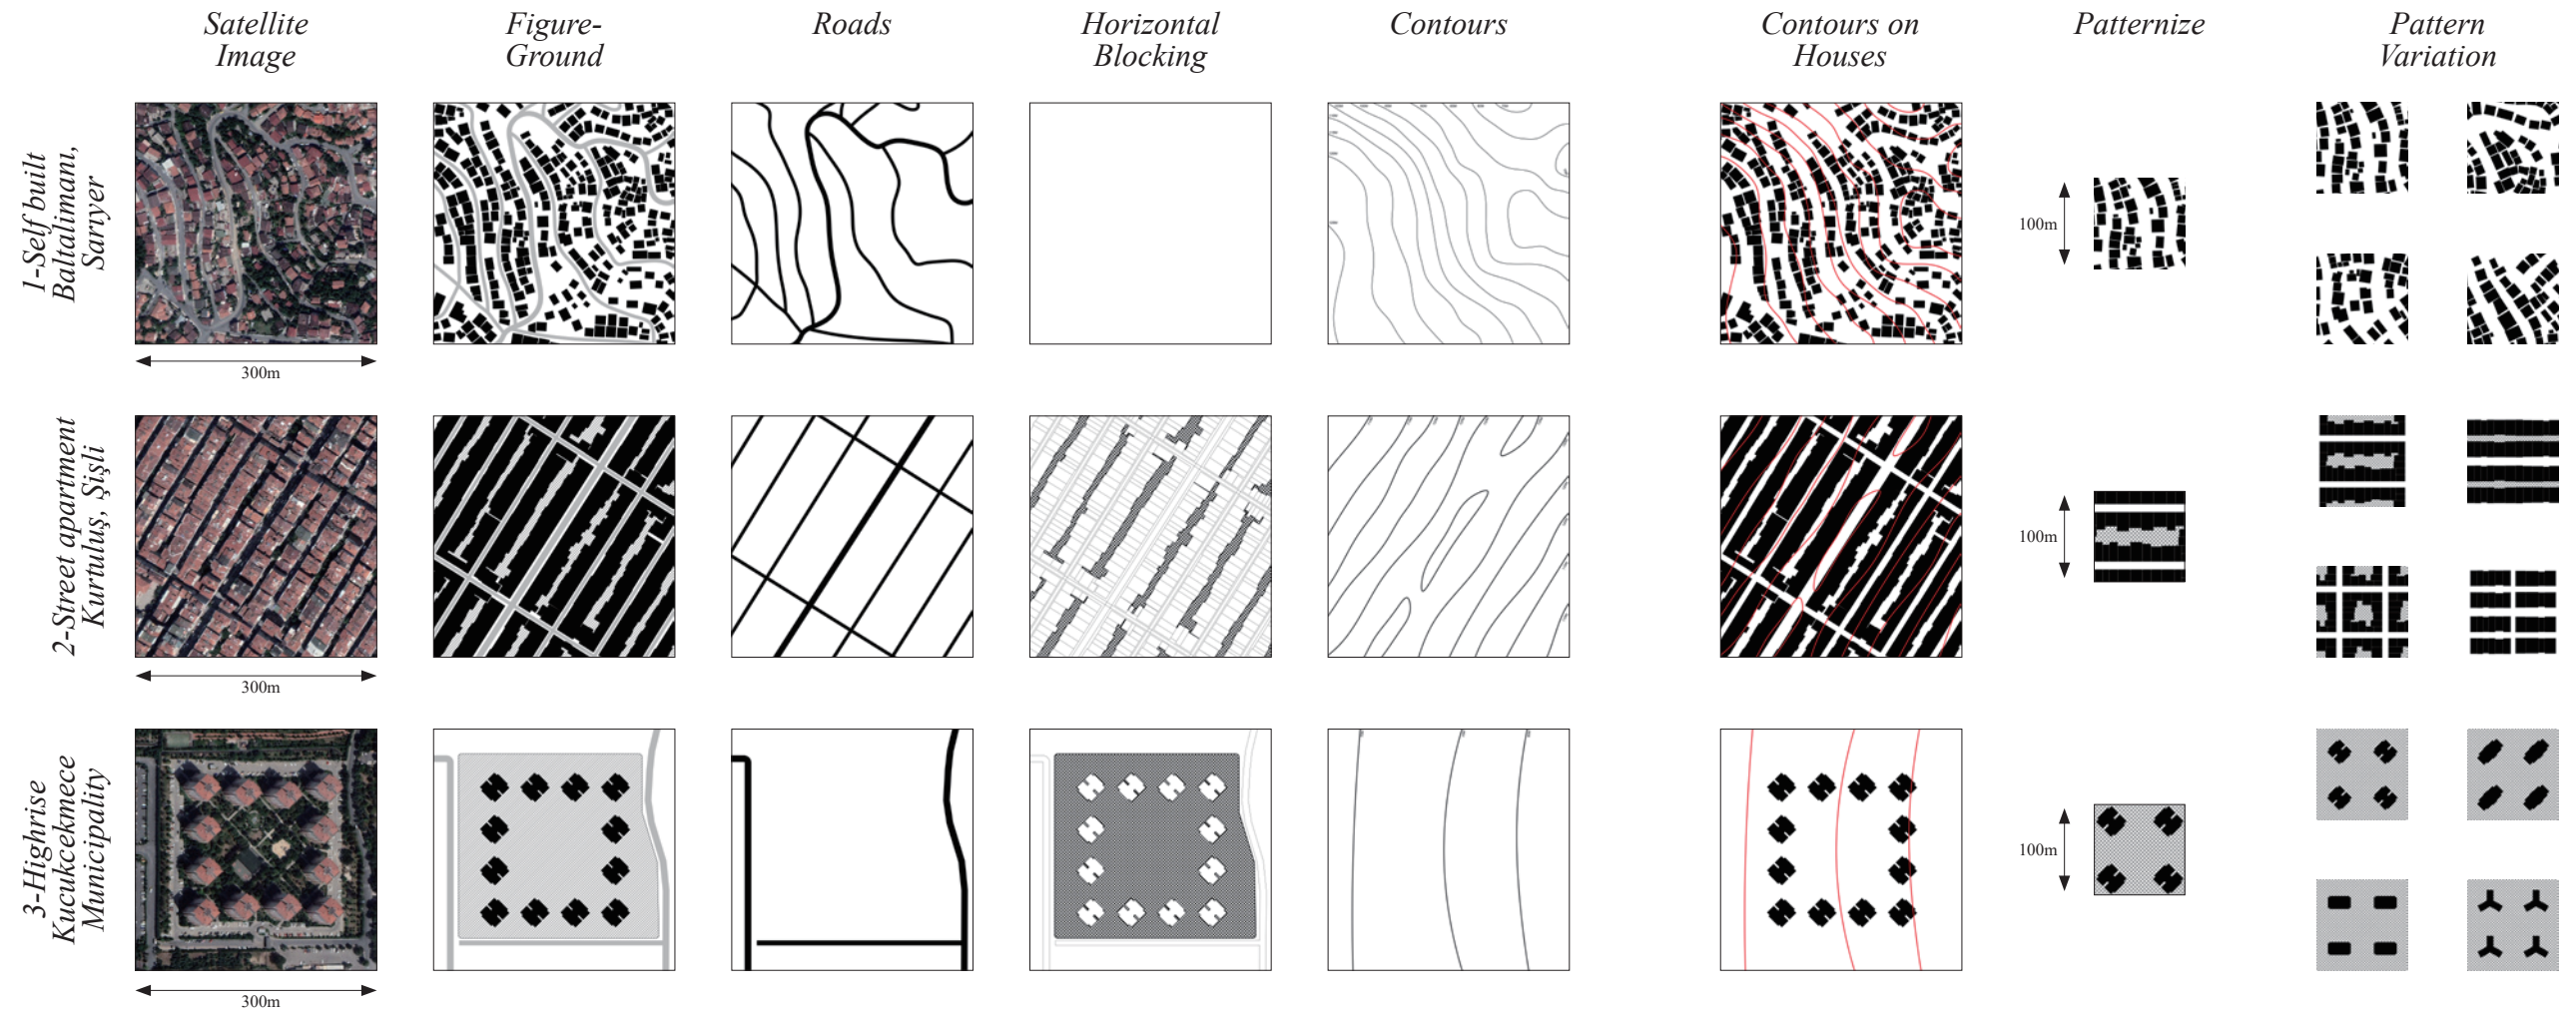 Satellite
Image
Figure-
Ground
Roads
Horizontal
Blocking
Contours
Contours on
Houses
Patternize
Pattern
Variation
1-Self built
Baltalimanı,
Sarıyer
300m
100m
2-Street apartment
Kurtuluş, Şişli
300m
100m
3-Highrise
Kucukcekmece
Municipality
300m
100m